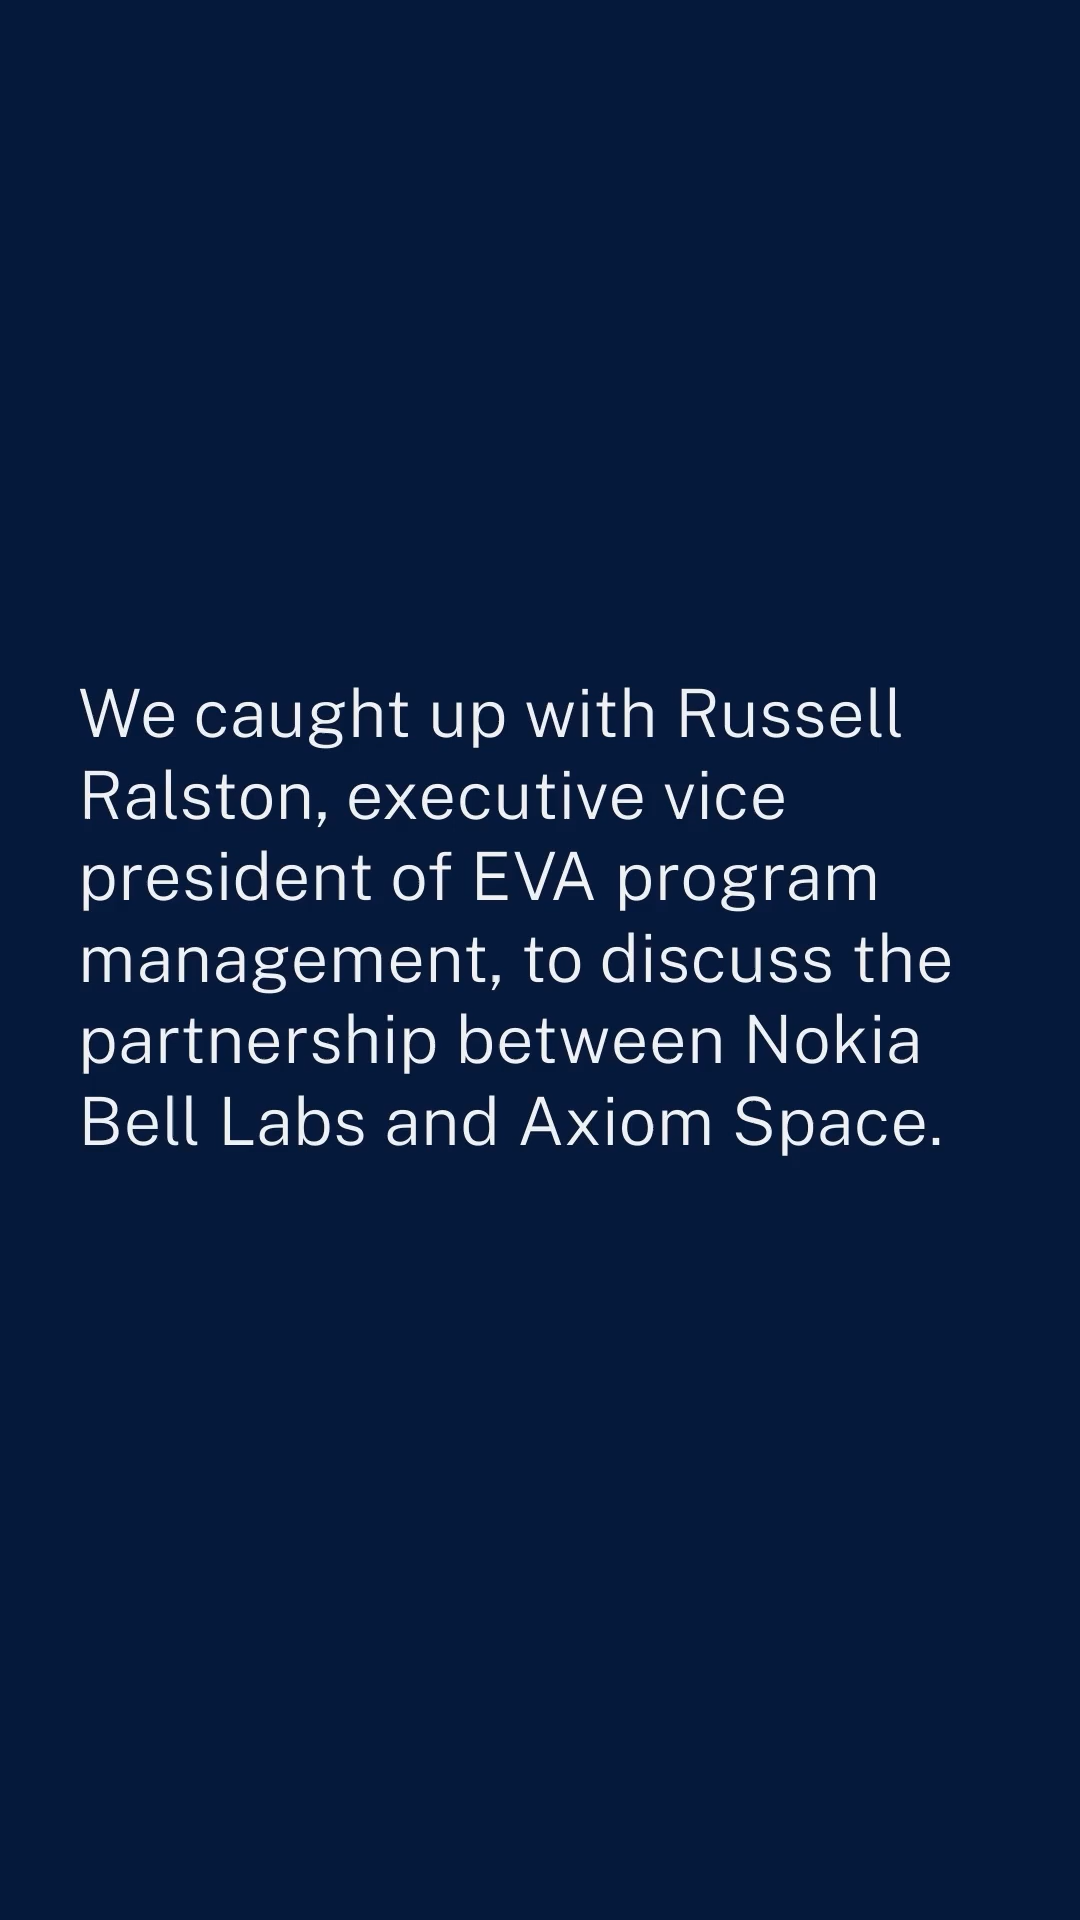 We caught up with Russell
Ralston, executive vice
president of EVA program
management, to discuss the
partnership between Nokia
Bell Labs and Axiom Space.